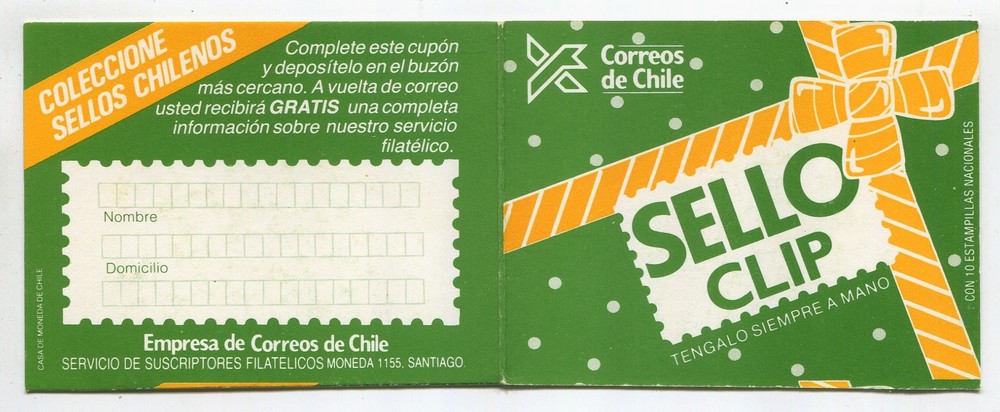 COLECCIONE
SELLOS CHILENOS
Complete este cupón
y deposítelo en el buzón
más cercano. A vuelta de correo
usted recibirá GRATIS una completa
información sobre nuestro servicio
filatélico.
Nombre
Domicilio
CASA DE MONEDA DE CHILE
Empresa de Correos de Chile
SERVICIO DE SUSCRIPTORES FILATELICOS MONEDA 1155. SANTIAGO.
Correos
de Chile
SELLO
CLIP
TENGALO SIEMPRE A MANO
CON 10 ESTAMPILLAS NACIONALES